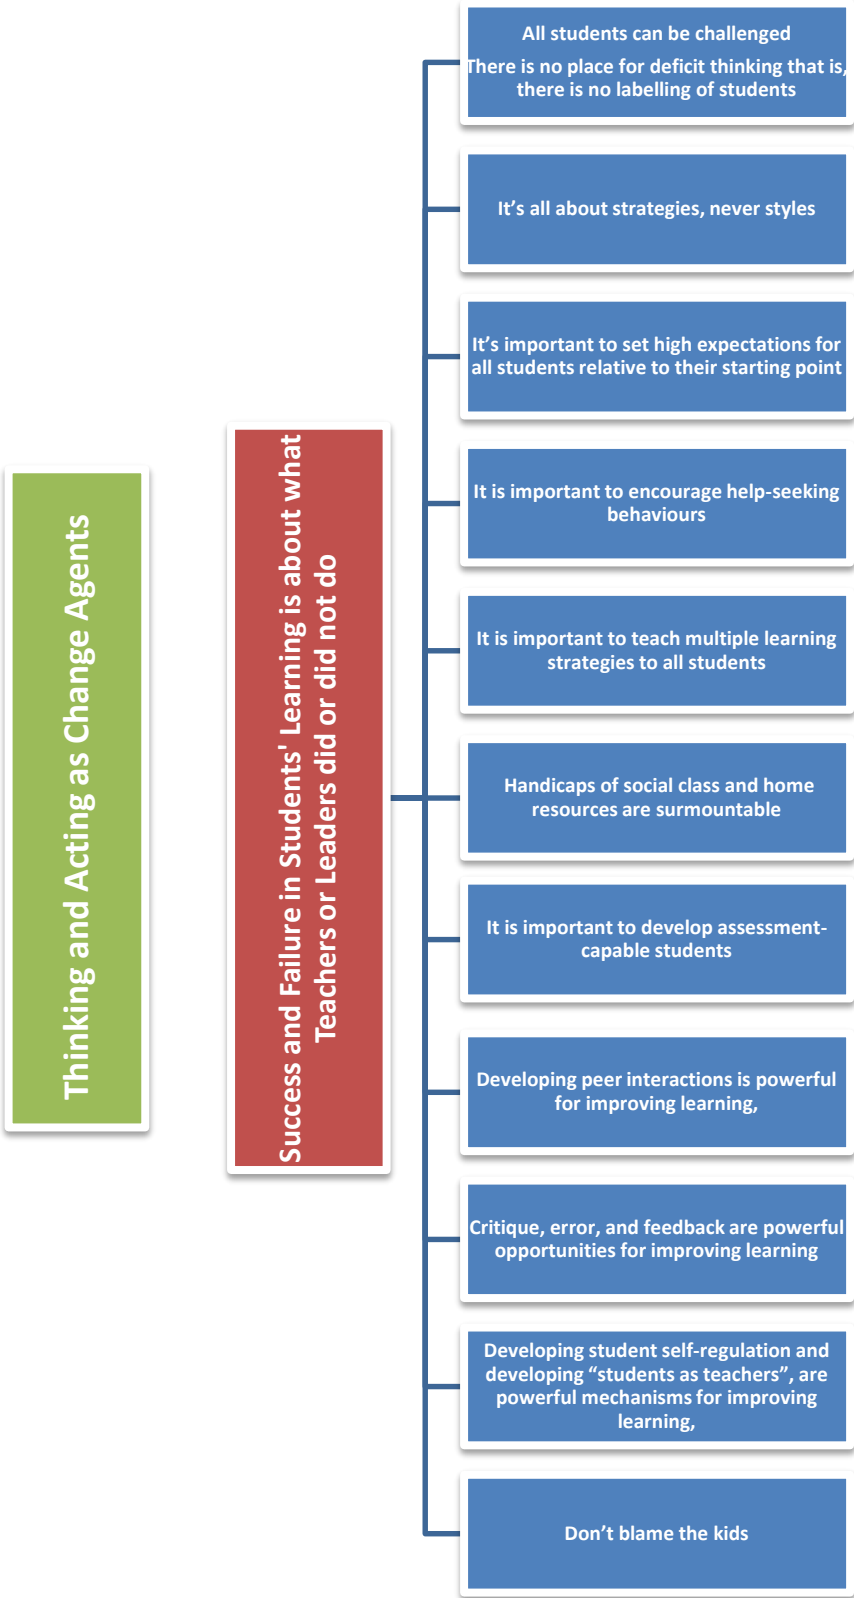 Thinking and Acting as Change Agents
Success and Failure in Students' Learning is about what
Teachers or Leaders did or did not do
All students can be challenged
There is no place for deficit thinking that is,
there is no labelling of students
It’s all about strategies, never styles
It’s important to set high expectations for
all students relative to their starting point
It is important to encourage help-seeking
behaviours
It is important to teach multiple learning
strategies to all students
Handicaps of social class and home
resources are surmountable
It is important to develop assessment-
capable students
Developing peer interactions is powerful
for improving learning,
Critique, error, and feedback are powerful
opportunities for improving learning
Developing student self-regulation and
developing “students as teachers”, are
powerful mechanisms for improving
learning,
Don’t blame the kids